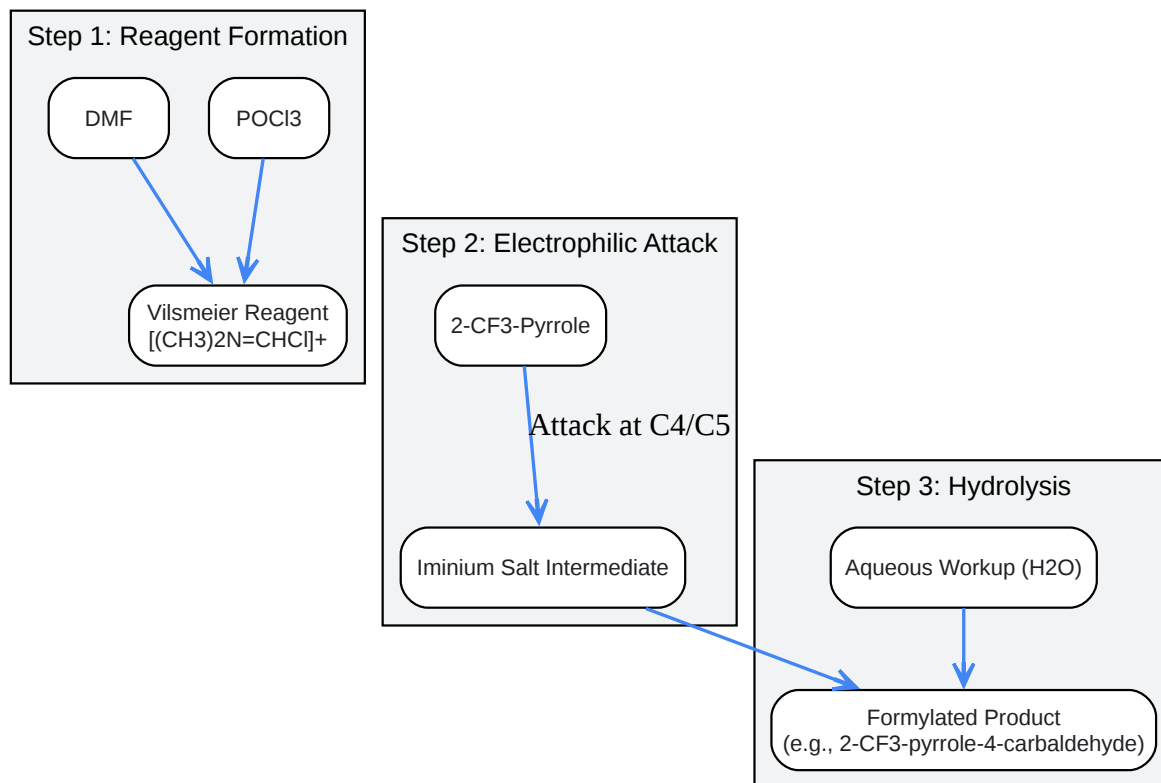 Step 1: Reagent Formation
DMF
POCl3
Vilsmeier Reagent
[(CH3)2N=CHCl]+
Step 2: Electrophilic Attack
2-CF3-Pyrrole
Attack at C4/C5
Iminium Salt Intermediate
Step 3: Hydrolysis
Aqueous Workup (H2O)
Formylated Product
(e.g., 2-CF3-pyrrole-4-carbaldehyde)